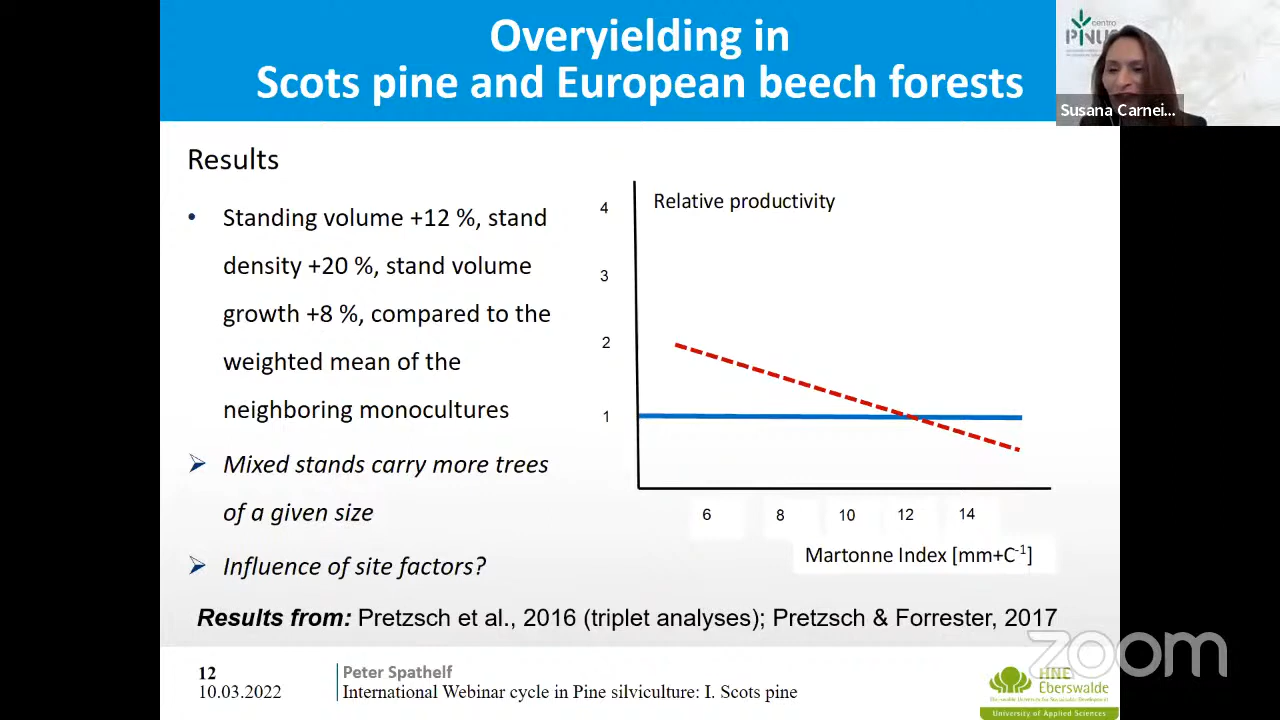 Overyielding in
Scots pine and European beech forests
centro
PINUS
Susana Carnei...
Results
• Standing volume +12 %, stand
density +20 %, stand volume
growth +8 %, compared to the
weighted mean of the
neighboring monocultures
Mixed stands carry more trees
of a given size
Influence of site factors?
Relative productivity
4
3
2
1
6 8 10 12 14
Martonne Index [mm+C-1]
Results from: Pretzsch et al., 2016 (triplet analyses); Pretzsch & Forrester, 2017
zoom
12
10.03.2022
Peter Spathelf
International Webinar cycle in Pine silviculture: I. Scots pine
HNE
Eberswalde
University of Applied Sciences